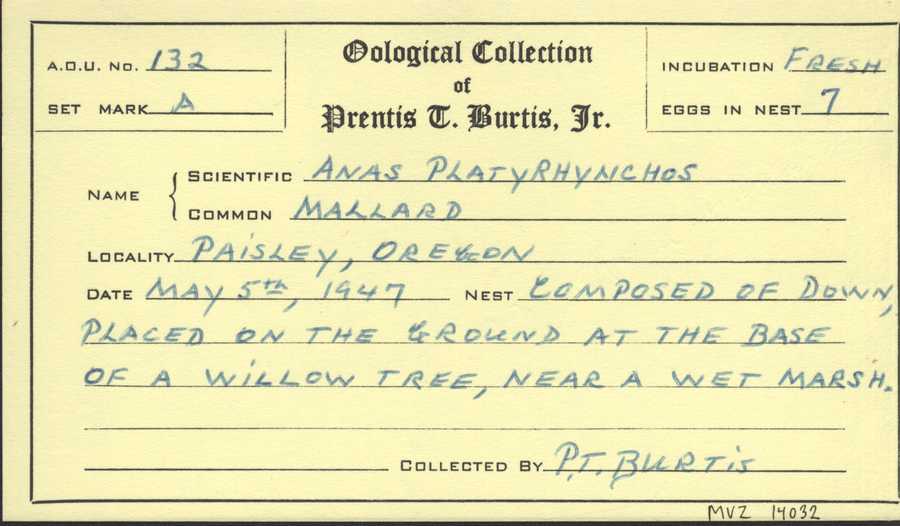 A.O.U. No. 132
SET MARK A
Oological Collection
of
Prentis T. Burtis, Jr.
INCUBATION FRESH
EGGS IN NEST 7
NAME
SCIENTIFIC ANAS PLATYRHYNCHOS
COMMON MALLARD
LOCALITY PAISLEY, OREGON
DATE MAY 5th, 1947 NEST COMPOSED OF DOWN,
PLACED ON THE GROUND AT THE BASE
OF A WILLOW TREE, NEAR A WET MARSH.
COLLECTED BY P.T. BURTIS
MVZ 14032